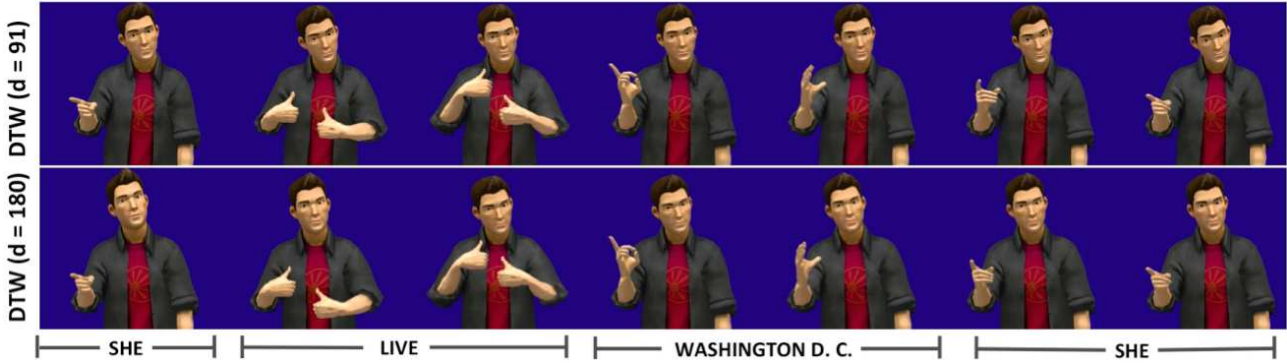 DTW (d = 91)
DTW (d = 180)
SHE
LIVE
WASHINGTON D. C.
SHE